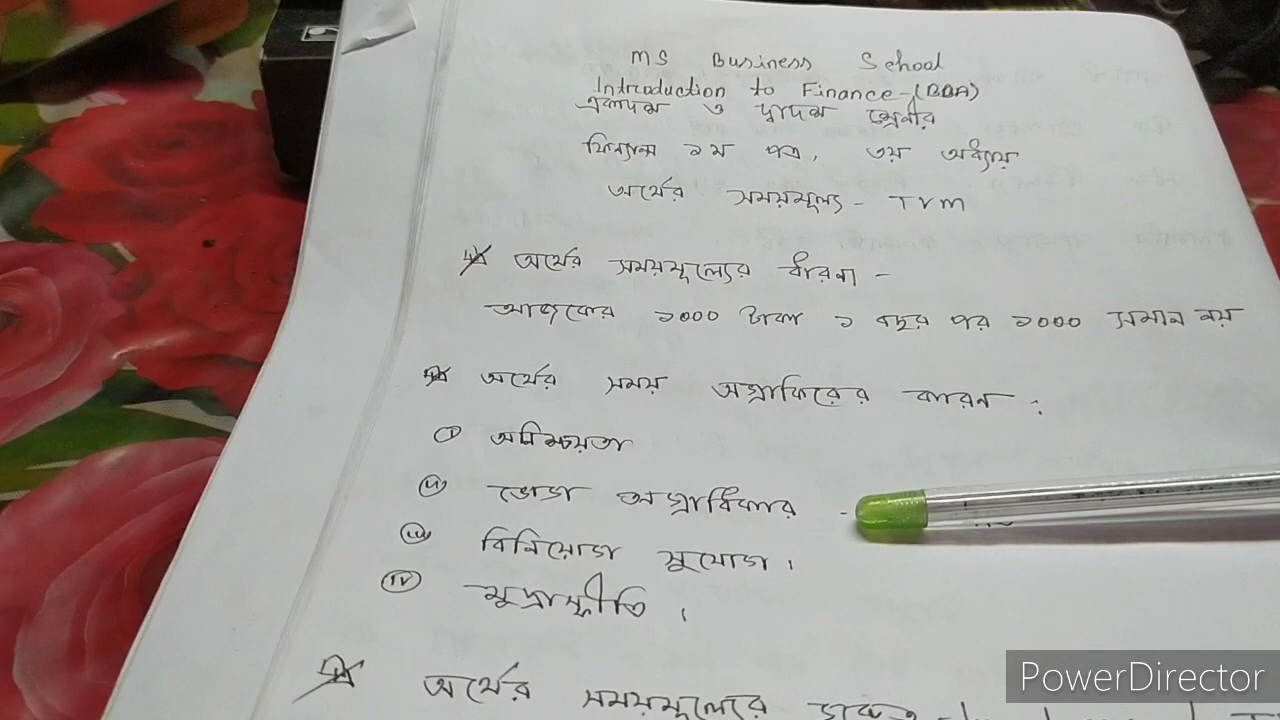 MS Business School
Introduction to Finance-(BBA)
একাদশ ও দ্বাদশ শ্রেণীর
ফিন্যান্স ১ম পত্র, ৩য় অধ্যায়
অর্থের সময়মূল্য - TVM
অর্থের সময়মূল্যের ধারণা -
আজকের ১০০০ টাকা ১ বছর পর ১০০০ সমান নয়
অর্থের সময় অগ্রাধিকারের কারন :
(i) অনিশ্চয়তা
(ii) ভোগ অগ্রাধিকার -
(iii) বিনিয়োগ সুযোগ।
(iv) মুদ্রাস্ফীতি।
অর্থের সময়মূল্যের
PowerDirector